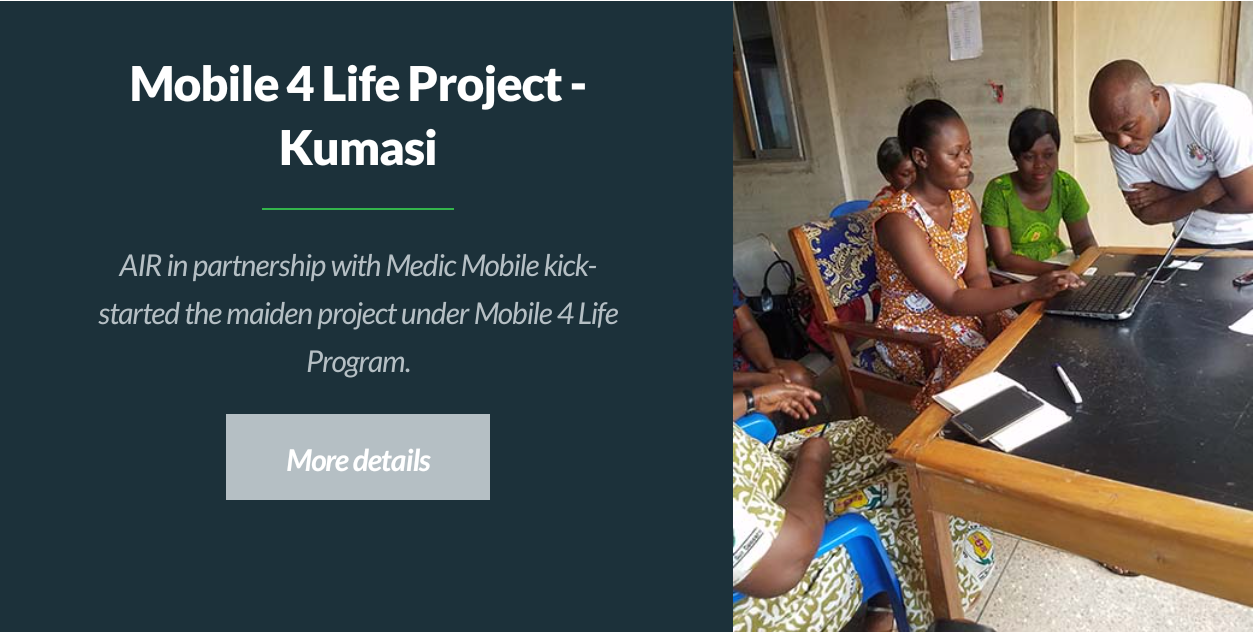 Mobile 4 Life Project -
Kumasi
AIR in partnership with Medic Mobile kick-
started the maiden project under Mobile 4 Life
Program.
More details